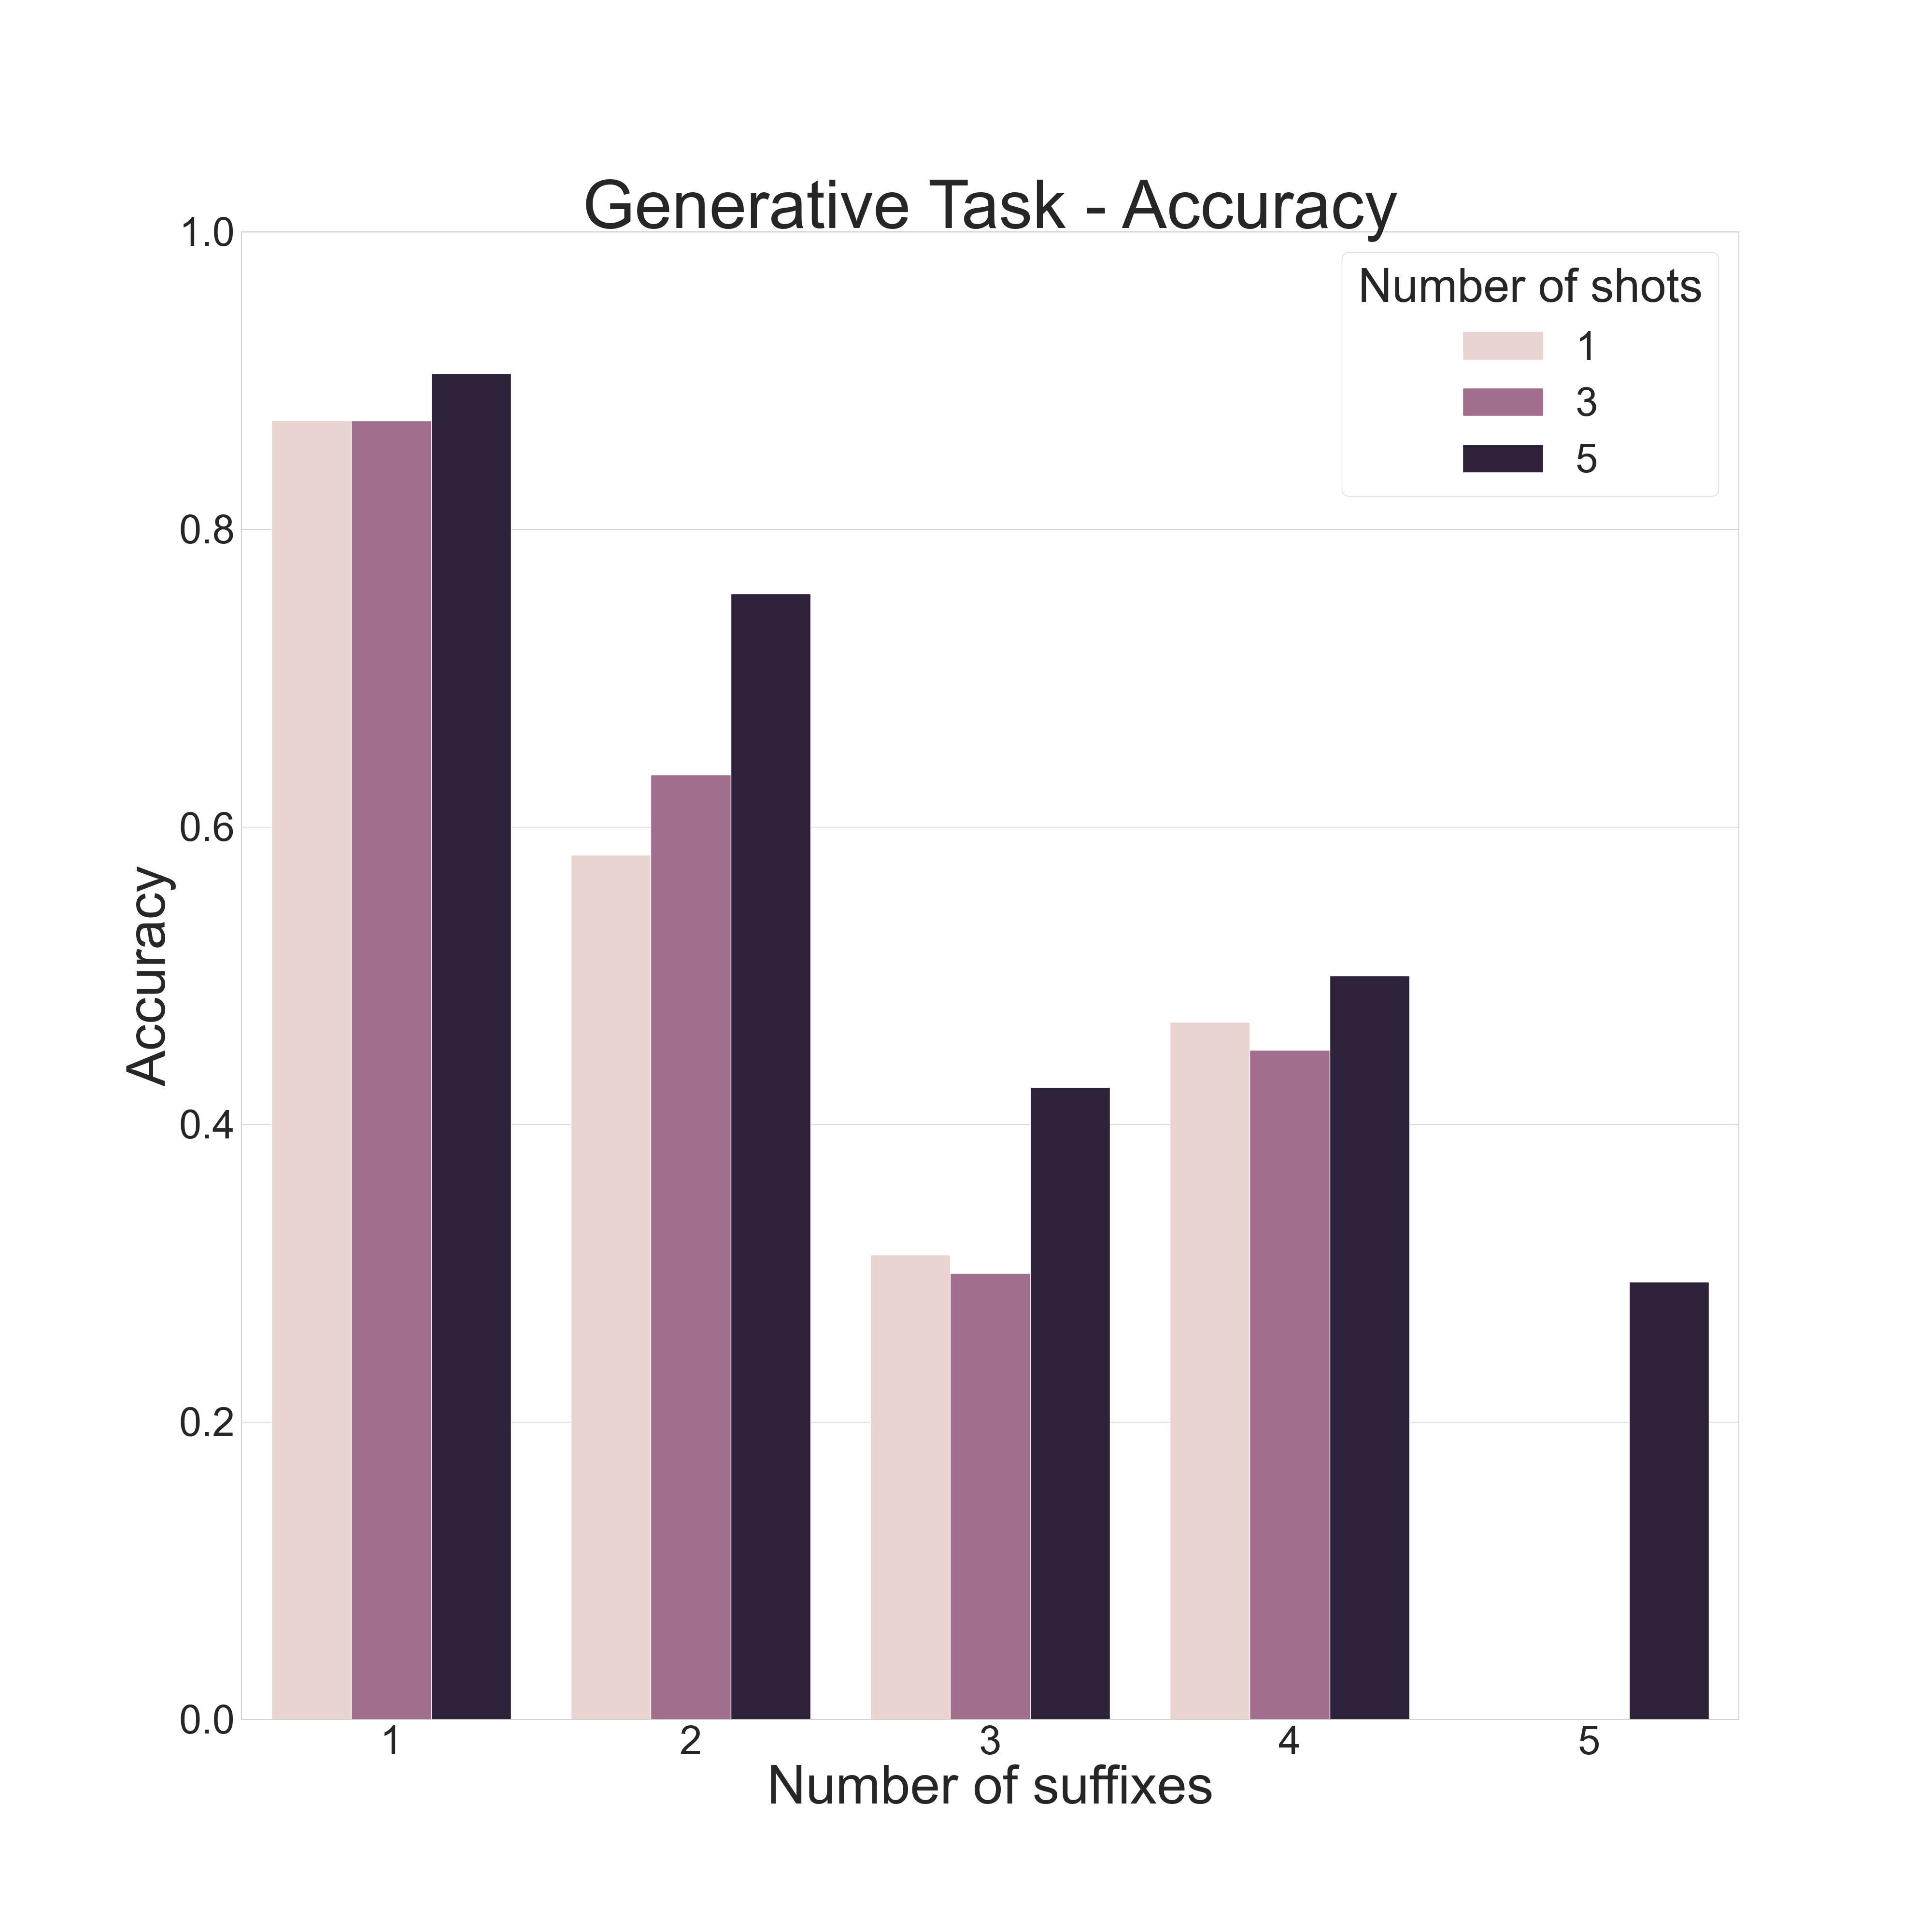 Generative Task - Accuracy
Number of shots
1
3
5
1.0
0.8
0.6
0.4
0.2
0.0
Accuracy
1 2 3 4 5
Number of suffixes